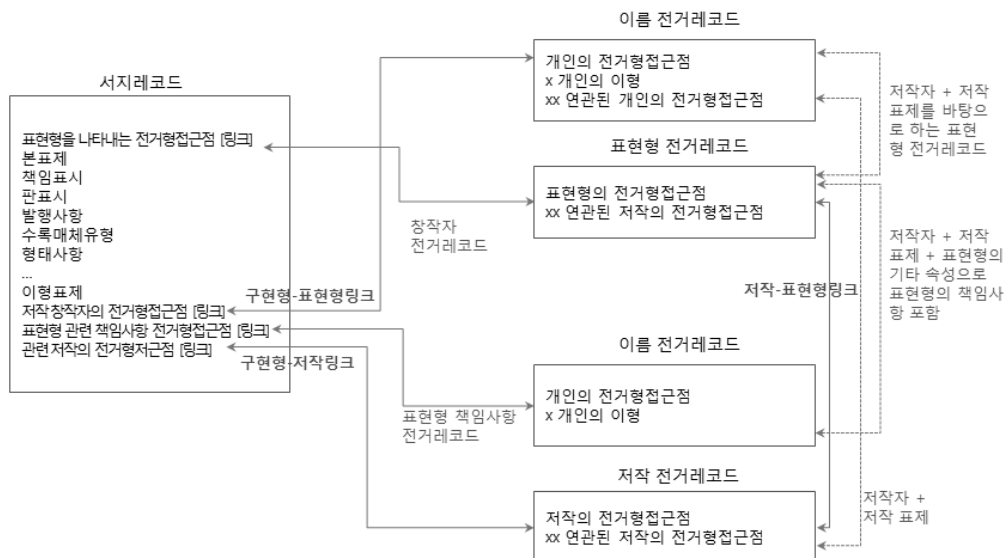 이름 전거레코드
개인의 전거형접근점
x 개인의 이형
xx 연관된 개인의 전거형접근점
서지레코드
표현형을 나타내는 전거형접근점 [링크]
본표제
책임표시
판표시
발행사항
수록매체유형
형태사항
...
이형표제
저작 창작자의 전거형접근점 [링크]
표현형 관련 책임사항 전거형접근점 [링크]
관련 저작의 전거형저근점 [링크]
저작자 + 저작
표제를 바탕으
로 하는 표현
형 전거레코드
표현형 전거레코드
표현형의 전거형접근점
xx 연관된 저작의 전거형접근점
창작자
전거레코드
저작자 + 저작
표제 + 표현형의
기타 속성으로
표현형의 책임사
항 포함
구현형-표현형링크
저작-표현형링크
구현형-저작링크
이름 전거레코드
개인의 전거형접근점
x 개인의 이형
표현형 책임사항
전거레코드
저작 전거레코드
저작의 전거형접근점
xx 연관된 저작의 전거형접근점
저작자 +
저작 표제